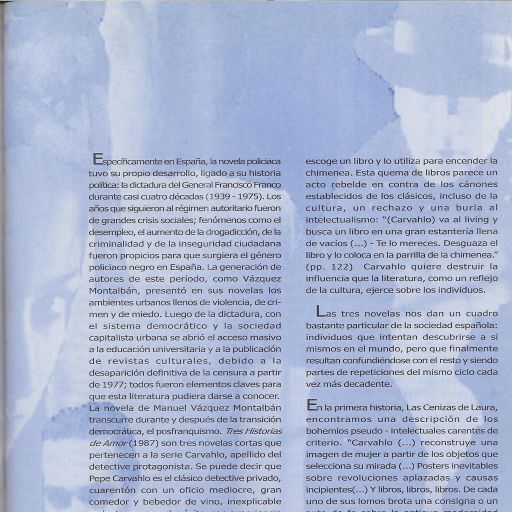 Específicamente en España, la novela policiaca
tuvo su propio desarrollo, ligado a su historia
política: la dictadura del General Francisco Franco
durante casi cuatro décadas (1939 - 1975). Los
años que siguieron al régimen autoritario fueron
de grandes crisis sociales; fenómenos como el
desempleo, el aumento de la drogadicción, de la
criminalidad y de la inseguridad ciudadana
fueron propicios para que surgiera el género
policiaco negro en España. La generación de
autores de este período, como Vázquez
Montalbán, presentó en sus novelas los
ambientes urbanos llenos de violencia, de cri-
men y de miedo. Luego de la dictadura, con
el sistema democrático y la sociedad
capitalista urbana se abrió el acceso masivo
a la educación universitaria y a la publicación
de revistas culturales, debido a la
desaparición definitiva de la censura a partir
de 1977; todos fueron elementos claves para
que esta literatura pudiera darse a conocer.
La novela de Manuel Vázquez Montalbán
transcurre durante y después de la transición
democrática, el posfranquismo. Tres Historias
de Amor (1987) son tres novelas cortas que
pertenecen a la serie Carvahlo, apellido del
detective protagonista. Se puede decir que
Pepe Carvahlo es el clásico detective privado,
cuarentón con un oficio mediocre, gran
comedor y bebedor de vino, inexplicable
escoge un libro y lo utiliza para encender la
chimenea. Esta quema de libros parece un
acto rebelde en contra de los cánones
establecidos de los clásicos, incluso de la
cultura, un rechazo y una burla al
intelectualismo: "(Carvahlo) va al living y
busca un libro en una gran estantería llena
de vacíos (...) - Te lo mereces. Desguaza el
libro y lo coloca en la parrilla de la chimenea."
(pp. 122) Carvahlo quiere destruir la
influencia que la literatura, como un reflejo
de la cultura, ejerce sobre los individuos.
Las tres novelas nos dan un cuadro
bastante particular de la sociedad española:
individuos que intentan descubrirse a sí
mismos en el mundo, pero que finalmente
resultan confundiéndose con el resto y siendo
partes de repeticiones del mismo ciclo cada
vez más decadente.
En la primera historia, Las Cenizas de Laura,
encontramos una descripción de los
bohemios pseudo - intelectuales carentes de
criterio. "Carvahlo (...) reconstruye una
imagen de mujer a partir de los objetos que
selecciona su mirada (...) Posters inevitables
sobre revoluciones aplazadas y causas
incipientes(...) Y libros, libros, libros. De cada
uno de sus lomos brota una consigna o un